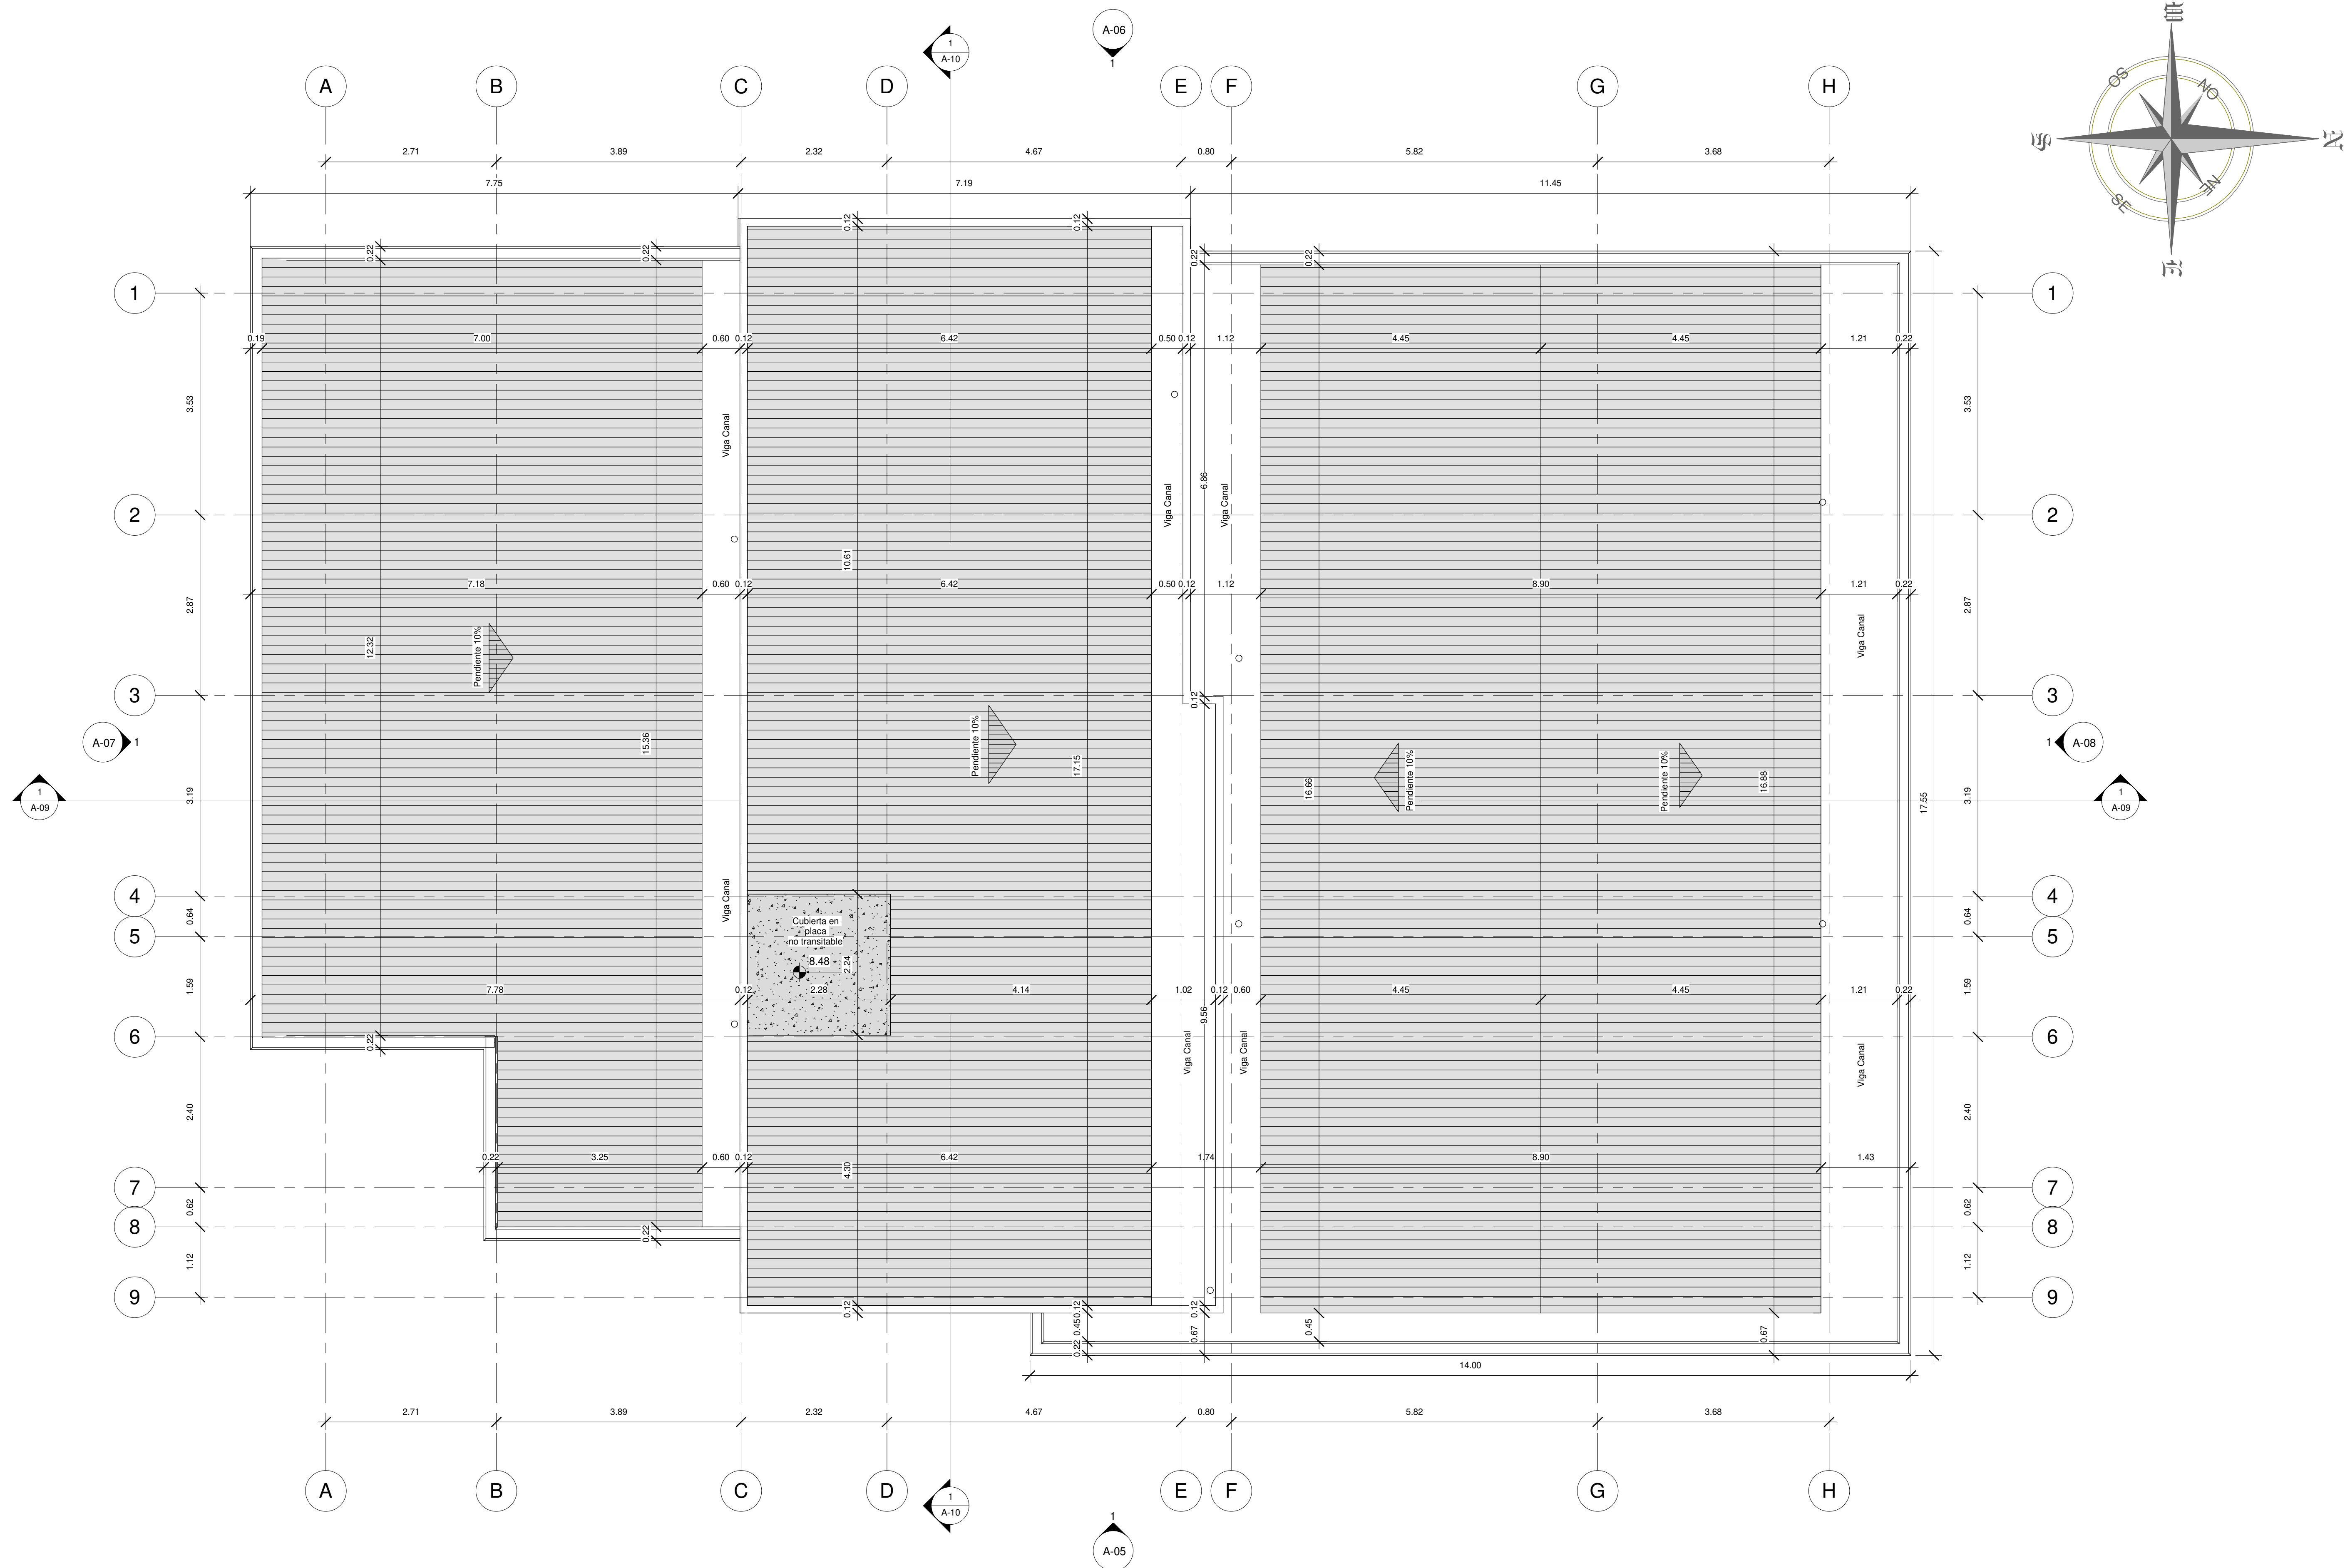 1
A-10
A-06
1
A
B
C
D
E
F
G
H
SO
NO
S
N
SE
NE
E
2.71
3.89
2.32
4.67
0.80
5.82
3.68
7.75
7.19
11.45
0.12
0.12
0.22
0.22
0.22
0.22
1
1
0.19
7.00
0.60
0.12
6.42
0.50
0.12
1.12
4.45
4.45
1.21
0.22
3.53
3.53
Viga Canal
6.86
Viga Canal
Viga Canal
2
2
10.61
7.18
0.60
0.12
6.42
0.50
0.12
1.12
8.90
1.21
0.22
2.87
2.87
12.32
Pendiente 10%
Viga Canal
3
3
0.12
A-07
1
15.36
Pendiente 10%
17.15
16.66
Pendiente 10%
Pendiente 10%
16.88
1
A-08
1
A-09
3.19
17.55
3.19
1
A-09
Viga Canal
4
4
0.64
0.64
Cubierta en
placa
no transitable
5
5
8.48
2.24
1.59
7.78
0.12
2.28
4.14
1.02
0.12
0.60
4.45
4.45
1.21
0.22
1.59
9.56
6
6
0.22
Viga Canal
Viga Canal
Viga Canal
2.40
2.40
0.22
3.25
0.60
0.12
6.42
1.74
8.90
1.43
4.30
7
7
0.62
0.62
8
8
0.22
1.12
1.12
9
9
0.12
0.12
0.12
0.45
0.67
0.45
0.67
0.22
14.00
2.71
3.89
2.32
4.67
0.80
5.82
3.68
A
B
C
D
E
F
G
H
1
A-10
1
A-05